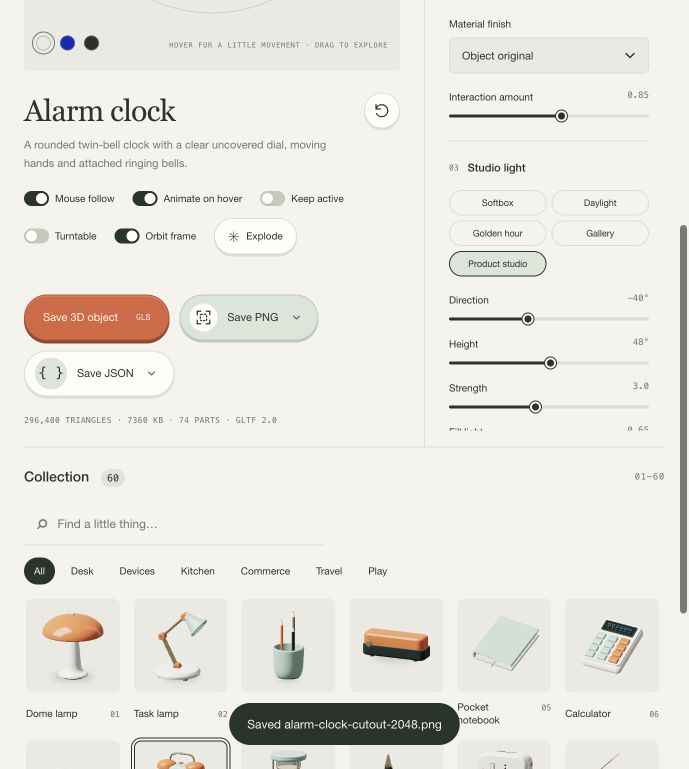 HOVER FOR A LITTLE MOVEMENT · DRAG TO EXPLORE
Alarm clock
A rounded twin-bell clock with a clear uncovered dial, moving
hands and attached ringing bells.
Mouse follow
Animate on hover
Keep active
Turntable
Orbit frame
Explode
Save 3D object GLB
Save PNG
{ } Save JSON
296,400 TRIANGLES · 7360 KB · 74 PARTS · GLTF 2.0
Material finish
Object original
Interaction amount 0.85
03 Studio light
Softbox
Daylight
Golden hour
Gallery
Product studio
Direction −40°
Height 48°
Strength 3.0
Fill light 0.65
Collection 60
01–60
Find a little thing…
All
Desk
Devices
Kitchen
Commerce
Travel
Play
Dome lamp 01
Task lamp 02
Pocket
notebook 05
Calculator 06
Saved alarm-clock-cutout-2048.png